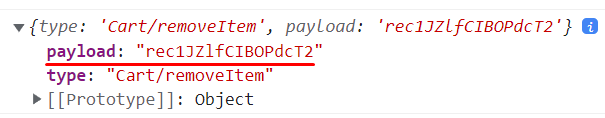 {type: 'Cart/removeItem', payload: 'rec1JZlfCIBOPdcT2'} i
payload: "rec1JZlfCIBOPdcT2"
type: "Cart/removeItem"
[[Prototype]]: Object